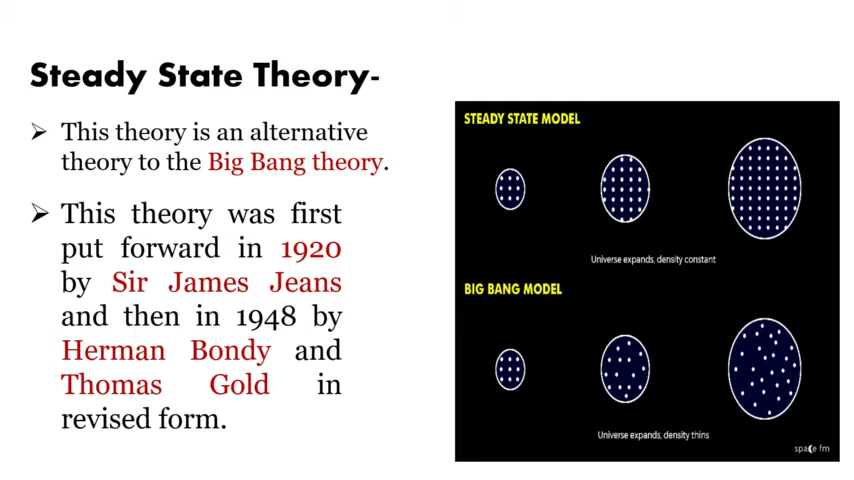 Steady State Theory-
This theory is an alternative
theory to the Big Bang theory.
This theory was first
put forward in 1920
by Sir James Jeans
and then in 1948 by
Herman Bondy and
Thomas Gold in
revised form.
STEADY STATE MODEL
Universe expands, density constant
BIG BANG MODEL
Universe expands, density thins
space fm